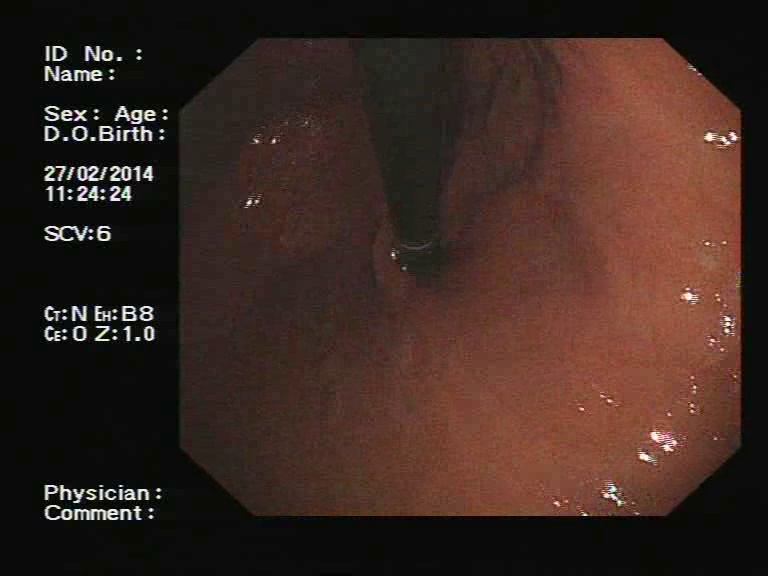 ID No. :
Name :
Sex : Age :
D.O.Birth :
27/02/2014
11:24:24
SCV:6
CT:N EH:B8
CE:0 Z:1.0
Physician :
Comment :